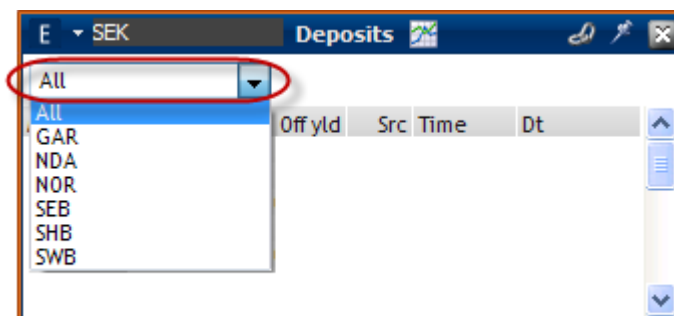 E SEK Deposits
All
All
Off yld Src Time Dt
GAR
NDA
NOR
SEB
SHB
SWB